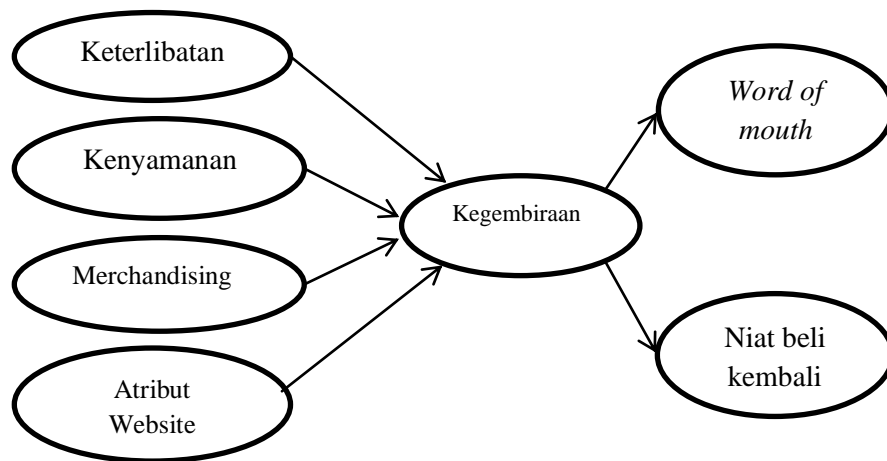 Keterlibatan
Kenyamanan
Merchandising
Atribut
Website
Kegembiraan
Word of
mouth
Niat beli
kembali